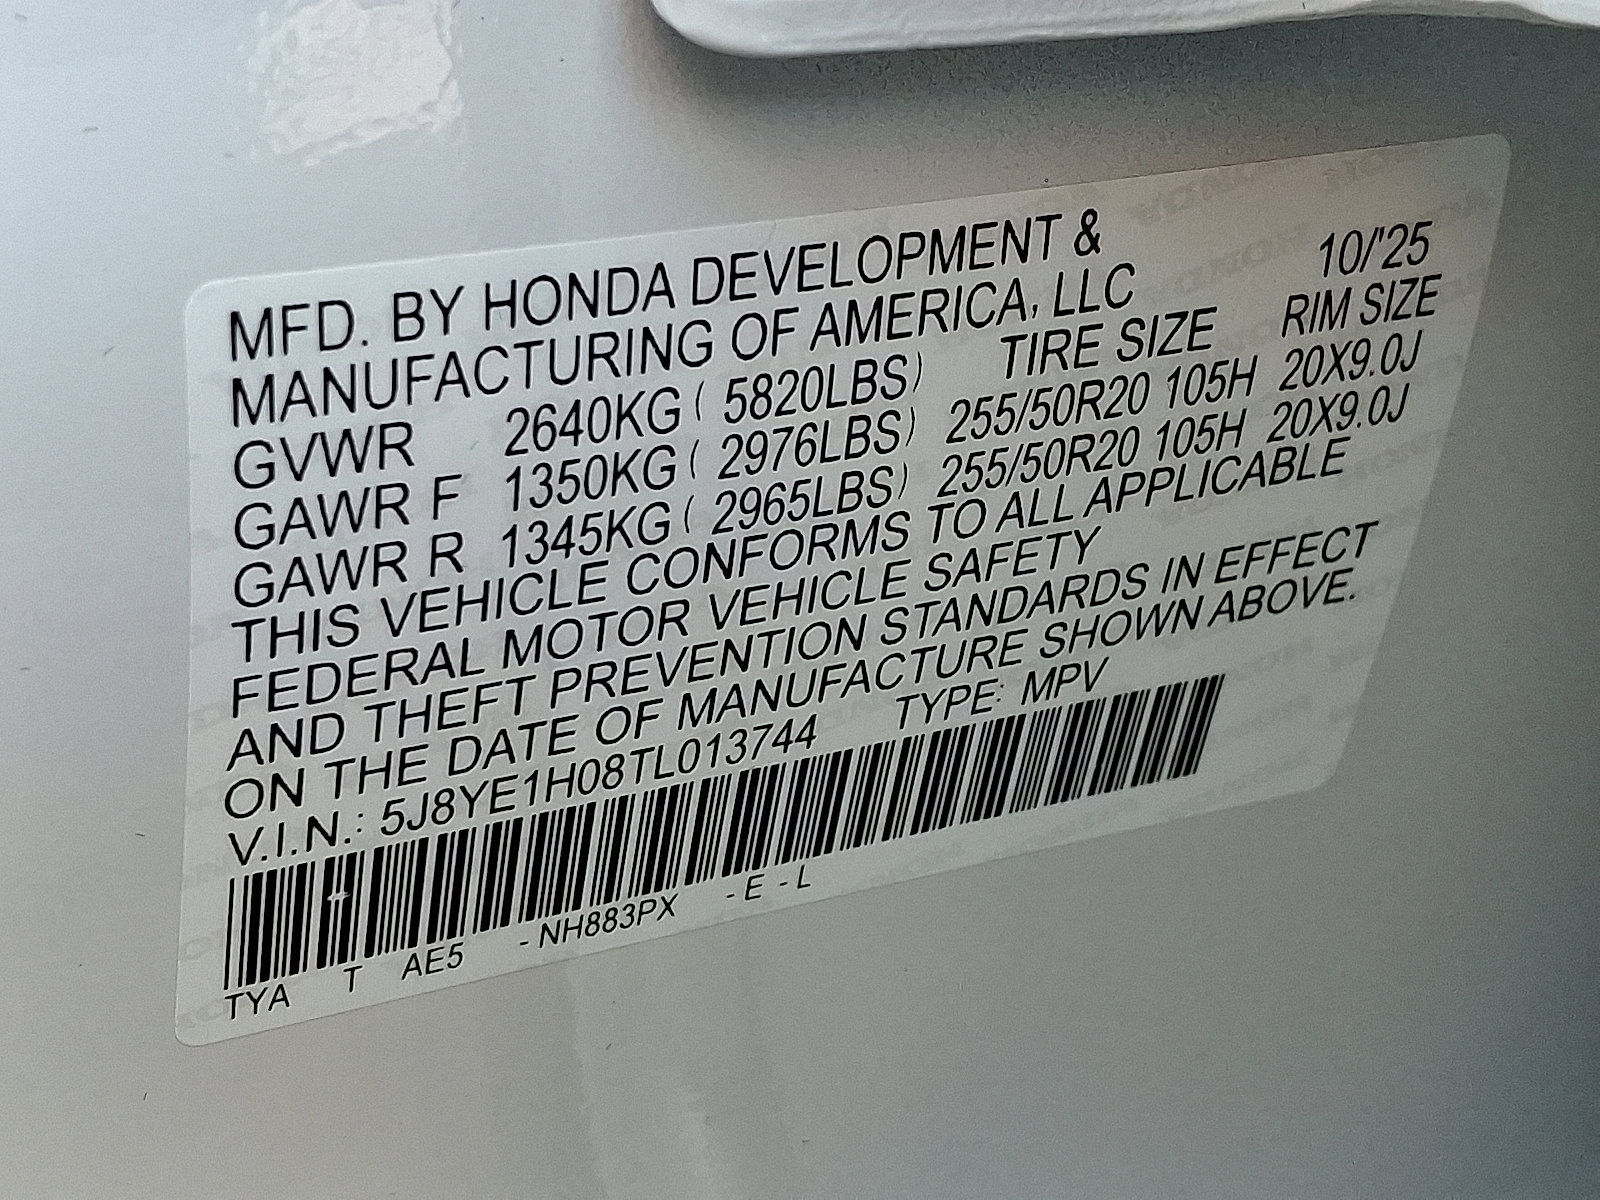 MFD. BY HONDA DEVELOPMENT &
MANUFACTURING OF AMERICA, LLC 10/'25
GVWR 2640KG ( 5820LBS) TIRE SIZE RIM SIZE
GAWR F 1350KG ( 2976LBS) 255/50R20 105H 20X9.0J
GAWR R 1345KG ( 2965LBS) 255/50R20 105H 20X9.0J
THIS VEHICLE CONFORMS TO ALL APPLICABLE
FEDERAL MOTOR VEHICLE SAFETY
AND THEFT PREVENTION STANDARDS IN EFFECT
ON THE DATE OF MANUFACTURE SHOWN ABOVE.
V.I.N.: 5J8YE1H08TL013744 TYPE: MPV
TYA T AE5 -NH883PX -E -L